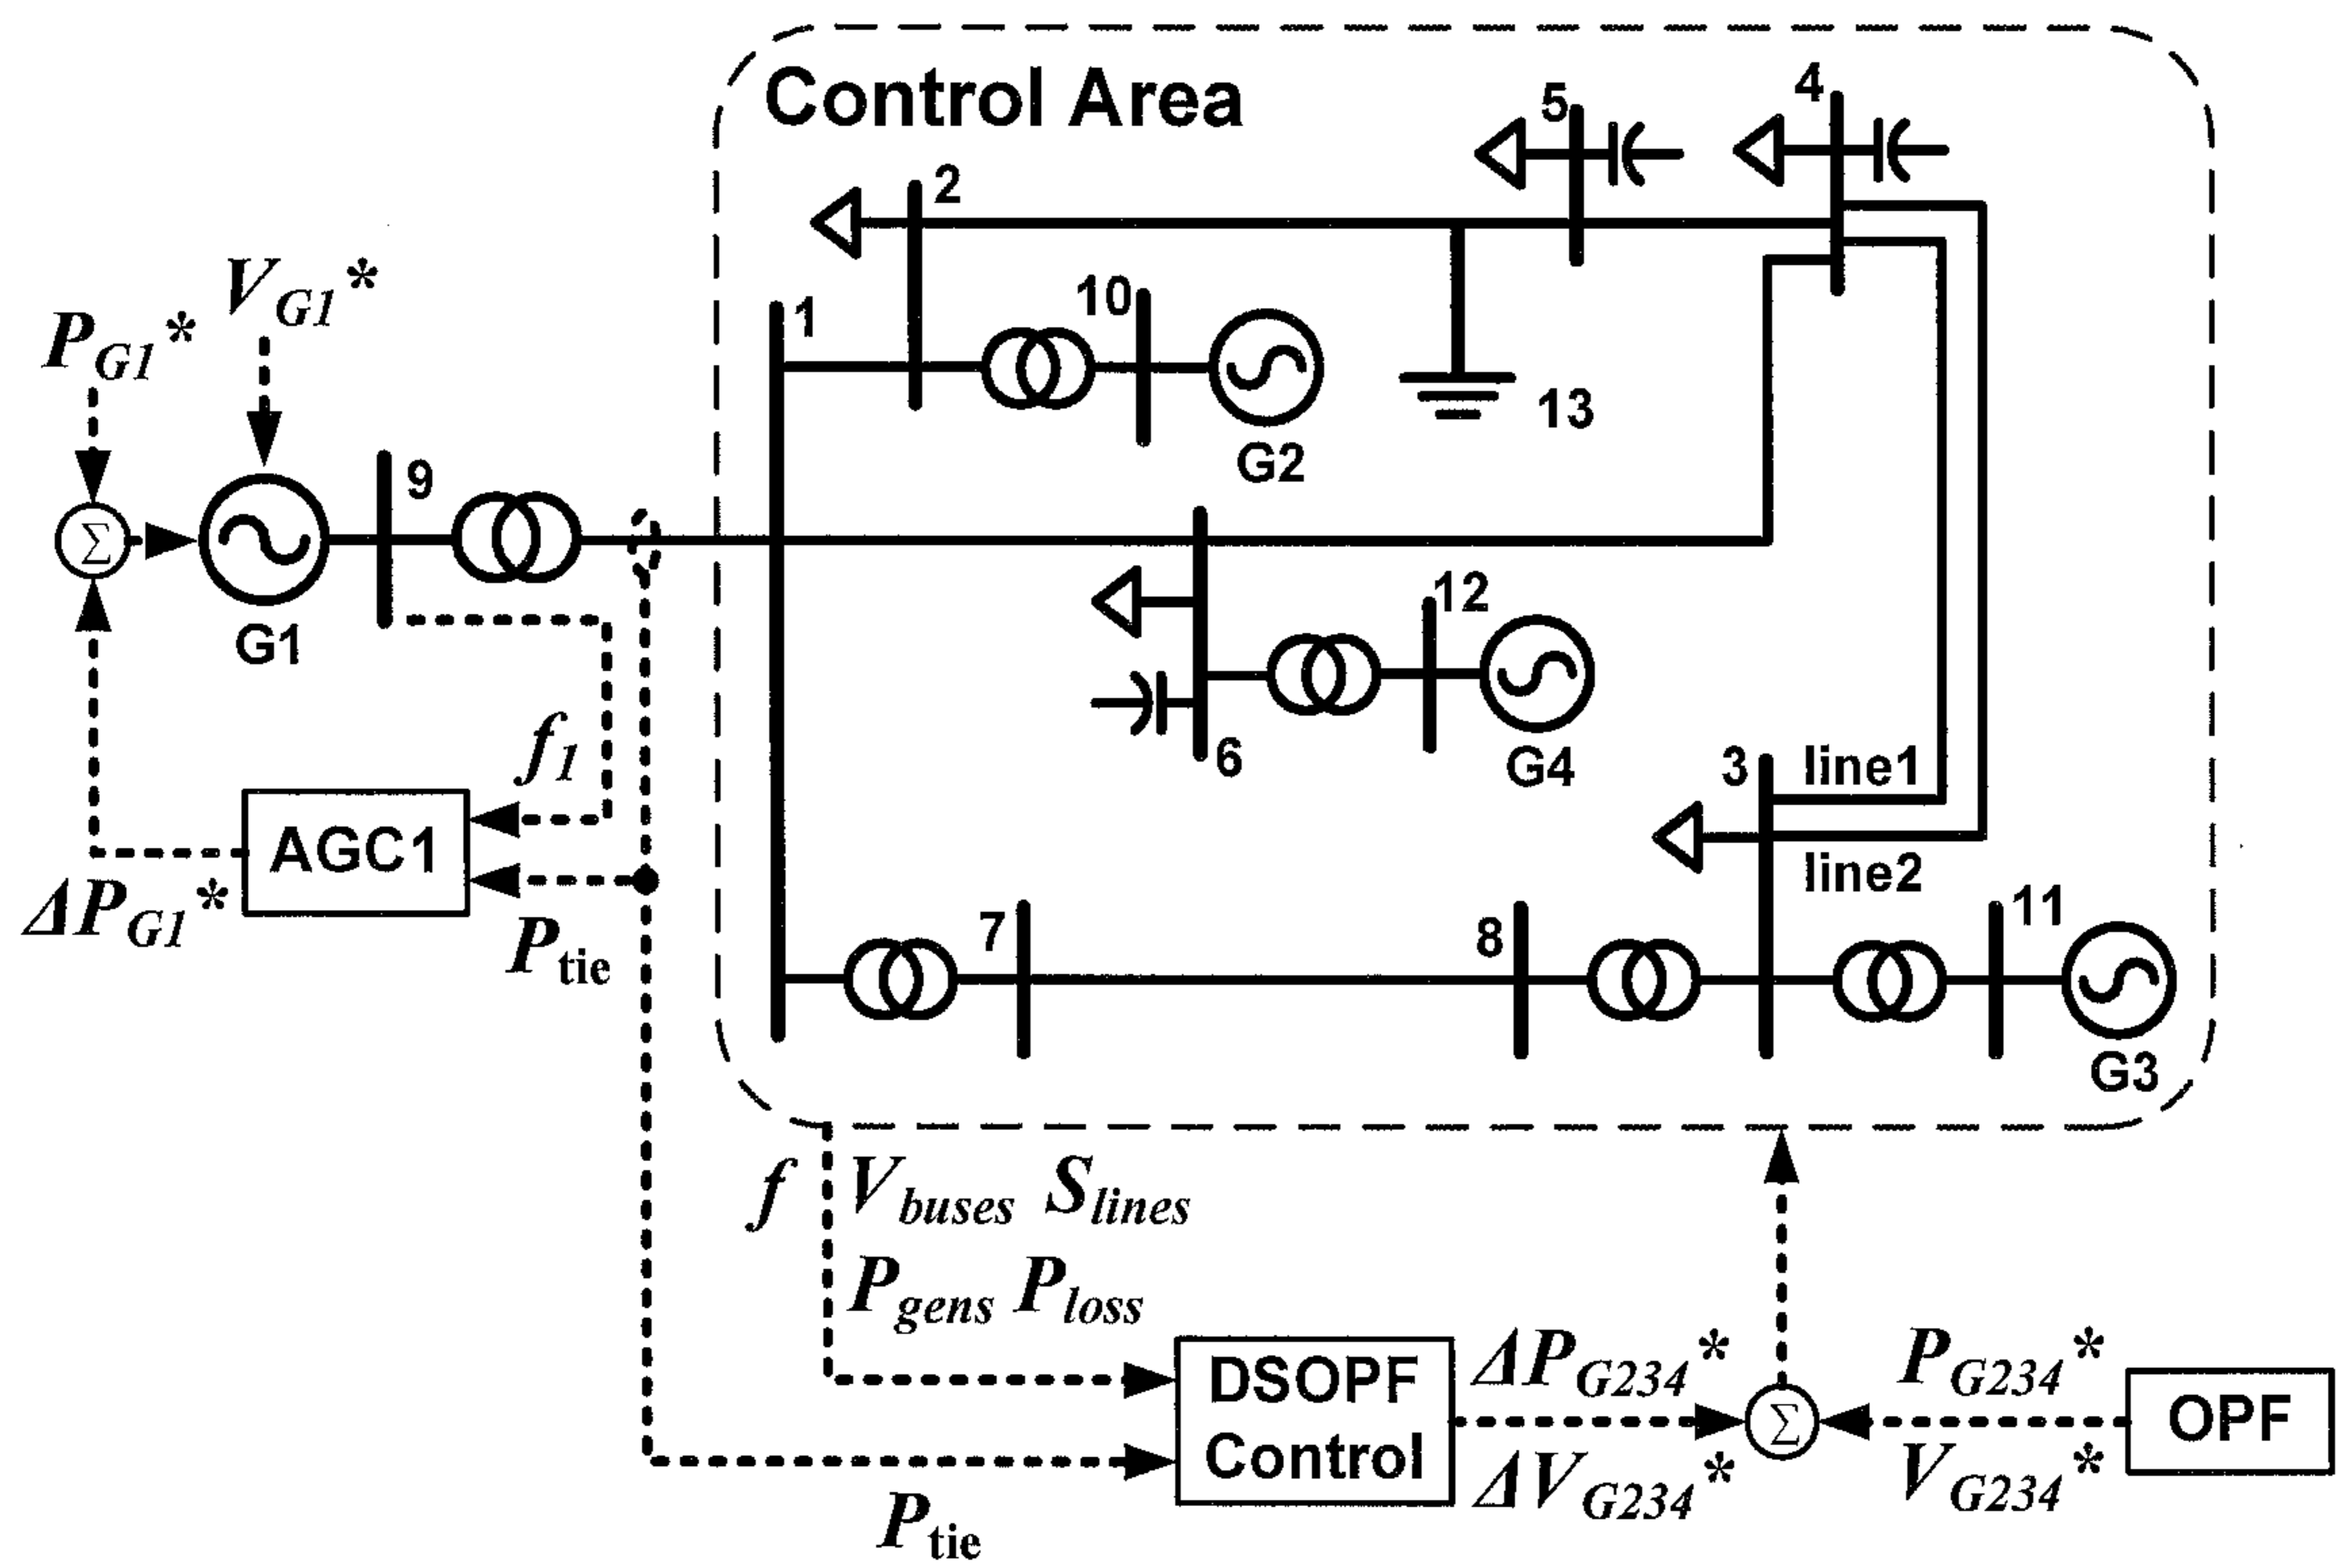 Control Area
5
4
2
V_G1*
10
1
P_G1*
13
G2
9
Σ
12
G1
f_1
6
G4
3
line1
AGC1
line2
ΔP_G1*
P_tie
7
8
11
G3
f
V_buses S_lines
P_gens P_loss
DSOPF
Control
ΔP_G234*
ΔV_G234*
Σ
P_G234*
V_G234*
OPF
P_tie